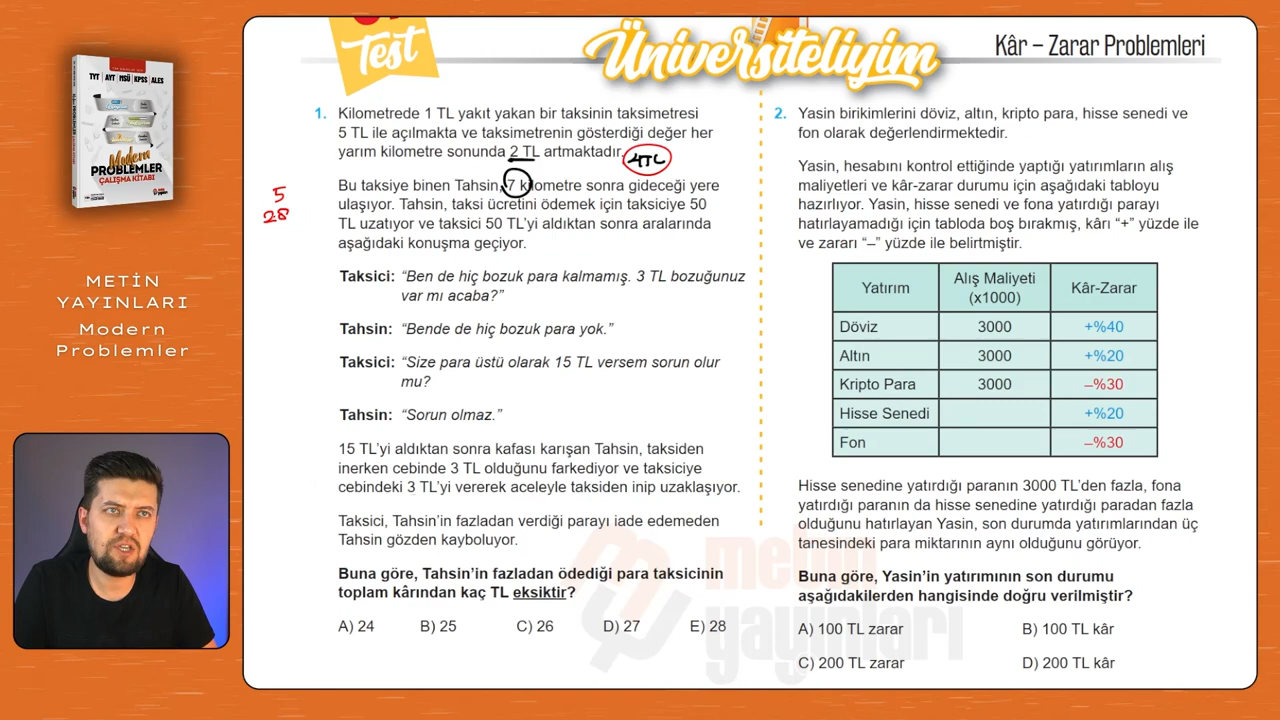 Test
Üniversiteliyim
Kâr – Zarar Problemleri
TYT | AYT | MSÜ | KPSS | ALES
Modern
PROBLEMLER
ÇALIŞMA KİTABI
METİN
YAYINLARI
Modern
Problemler
5
28
1. Kilometrede 1 TL yakıt yakan bir taksinin taksimetresi
5 TL ile açılmakta ve taksimetrenin gösterdiği değer her
yarım kilometre sonunda 2 TL artmaktadır.
4TL
Bu taksiye binen Tahsin, 7 kilometre sonra gideceği yere
ulaşıyor. Tahsin, taksi ücretini ödemek için taksiciye 50
TL uzatıyor ve taksici 50 TL’yi aldıktan sonra aralarında
aşağıdaki konuşma geçiyor.
Taksici: “Ben de hiç bozuk para kalmamış. 3 TL bozuğunuz
var mı acaba?”
Tahsin: “Bende de hiç bozuk para yok.”
Taksici: “Size para üstü olarak 15 TL versem sorun olur
mu?
Tahsin: “Sorun olmaz.”
15 TL’yi aldıktan sonra kafası karışan Tahsin, taksiden
inerken cebinde 3 TL olduğunu farkediyor ve taksiciye
cebindeki 3 TL’yi vererek aceleyle taksiden inip uzaklaşıyor.
Taksici, Tahsin’in fazladan verdiği parayı iade edemeden
Tahsin gözden kayboluyor.
Buna göre, Tahsin’in fazladan ödediği para taksicinin
toplam kârından kaç TL eksiktir?
A) 24 B) 25 C) 26 D) 27 E) 28
2. Yasin birikimlerini döviz, altın, kripto para, hisse senedi ve
fon olarak değerlendirmektedir.
Yasin, hesabını kontrol ettiğinde yaptığı yatırımların alış
maliyetleri ve kâr-zarar durumu için aşağıdaki tabloyu
hazırlıyor. Yasin, hisse senedi ve fona yatırdığı parayı
hatırlayamadığı için tabloda boş bırakmış, kârı “+” yüzde ile
ve zararı “–” yüzde ile belirtmiştir.
Yatırım Alış Maliyeti (x1000) Kâr-Zarar
Döviz 3000 +%40
Altın 3000 +%20
Kripto Para 3000 –%30
Hisse Senedi +%20
Fon –%30
Hisse senedine yatırdığı paranın 3000 TL’den fazla, fona
yatırdığı paranın da hisse senedine yatırdığı paradan fazla
olduğunu hatırlayan Yasin, son durumda yatırımlarından üç
tanesindeki para miktarının aynı olduğunu görüyor.
Buna göre, Yasin’in yatırımının son durumu
aşağıdakilerden hangisinde doğru verilmiştir?
A) 100 TL zarar B) 100 TL kâr
C) 200 TL zarar D) 200 TL kâr
metin
yayınları